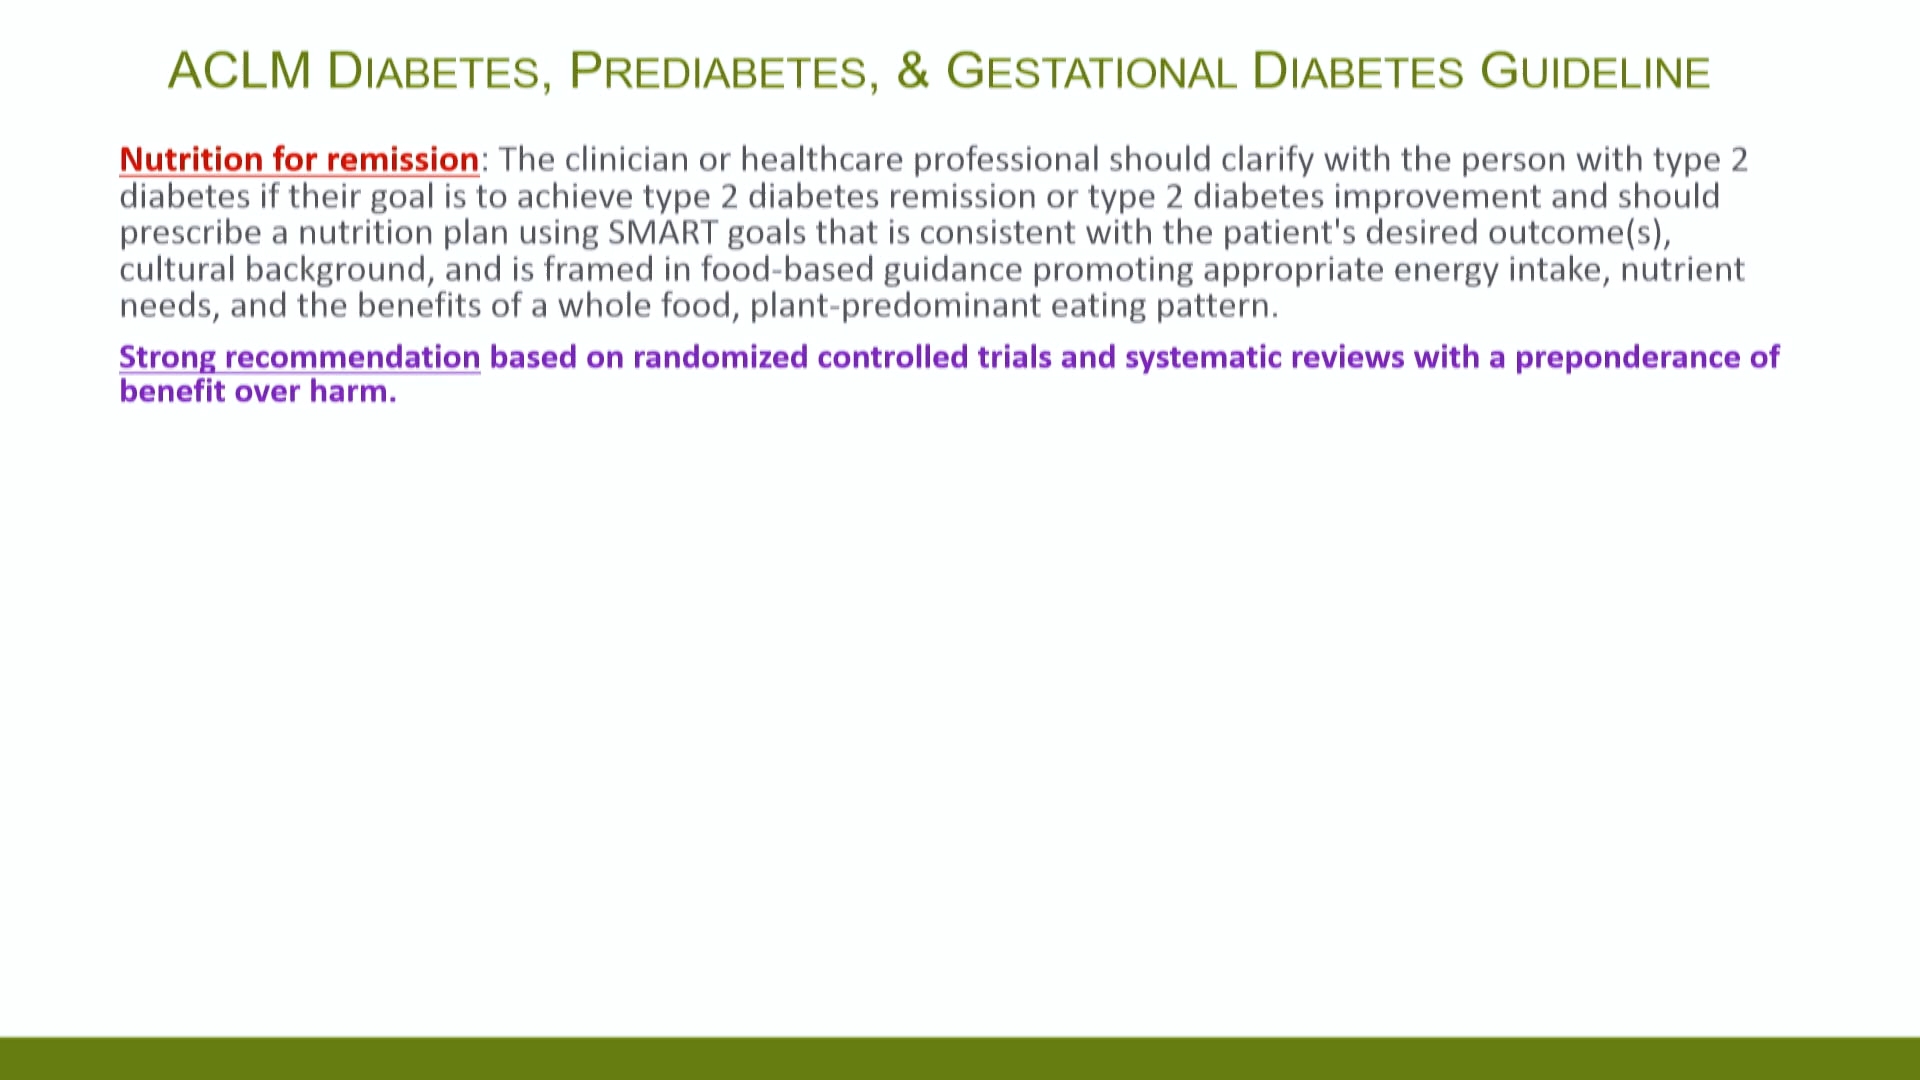 ACLM DIABETES, PREDIABETES, & GESTATIONAL DIABETES GUIDELINE
Nutrition for remission: The clinician or healthcare professional should clarify with the person with type 2
diabetes if their goal is to achieve type 2 diabetes remission or type 2 diabetes improvement and should
prescribe a nutrition plan using SMART goals that is consistent with the patient's desired outcome(s),
cultural background, and is framed in food-based guidance promoting appropriate energy intake, nutrient
needs, and the benefits of a whole food, plant-predominant eating pattern.
Strong recommendation based on randomized controlled trials and systematic reviews with a preponderance of
benefit over harm.